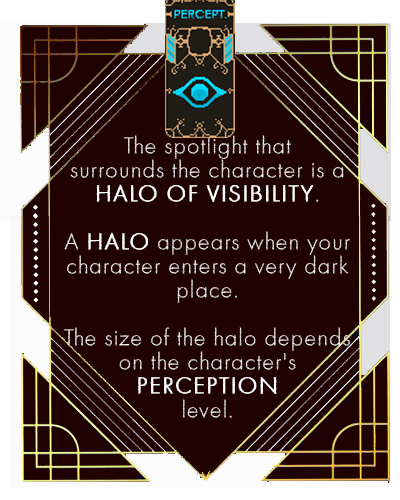 PERCEPT.
The spotlight that
surrounds the character is a
HALO OF VISIBILITY.
A HALO appears when your
character enters a very dark
place.
The size of the halo depends
on the character's
PERCEPTION
level.